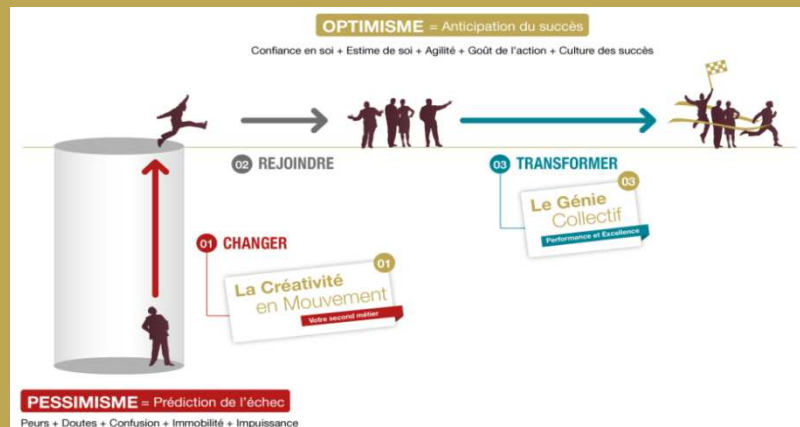 OPTIMISME = Anticipation du succès
Confiance en soi + Estime de soi + Agilité + Goût de l'action + Culture des succès
02 REJOINDRE
03 TRANSFORMER
03
Le Génie
Collectif
Performance et Excellence
01 CHANGER
01
La Créativité
en Mouvement
Votre second métier
PESSIMISME = Prédiction de l'échec
Peurs + Doutes + Confusion + Immobilité + Impuissance